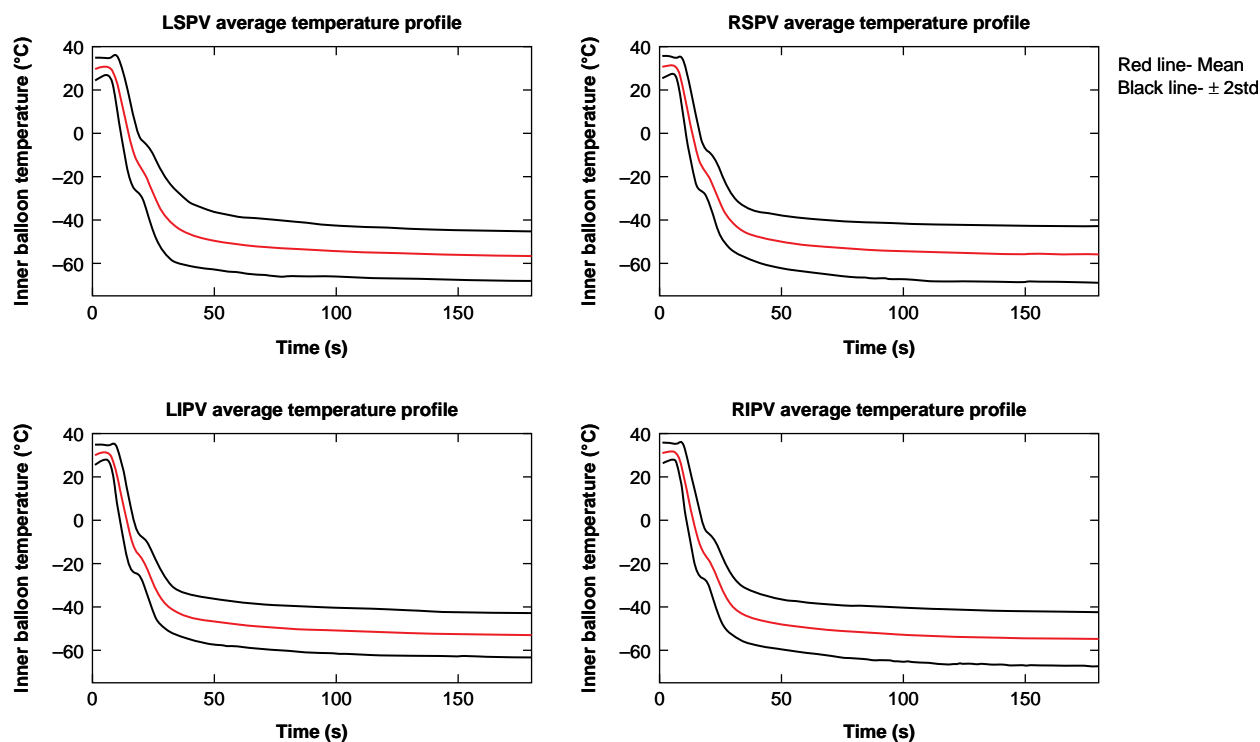 LSPV average temperature profile
Inner balloon temperature (°C)
40
20
0
–20
–40
–60
0
50
100
150
Time (s)
RSPV average temperature profile
Inner balloon temperature (°C)
40
20
0
–20
–40
–60
0
50
100
150
Time (s)
Red line- Mean
Black line- ± 2std
LIPV average temperature profile
Inner balloon temperature (°C)
40
20
0
–20
–40
–60
0
50
100
150
Time (s)
RIPV average temperature profile
Inner balloon temperature (°C)
40
20
0
–20
–40
–60
0
50
100
150
Time (s)